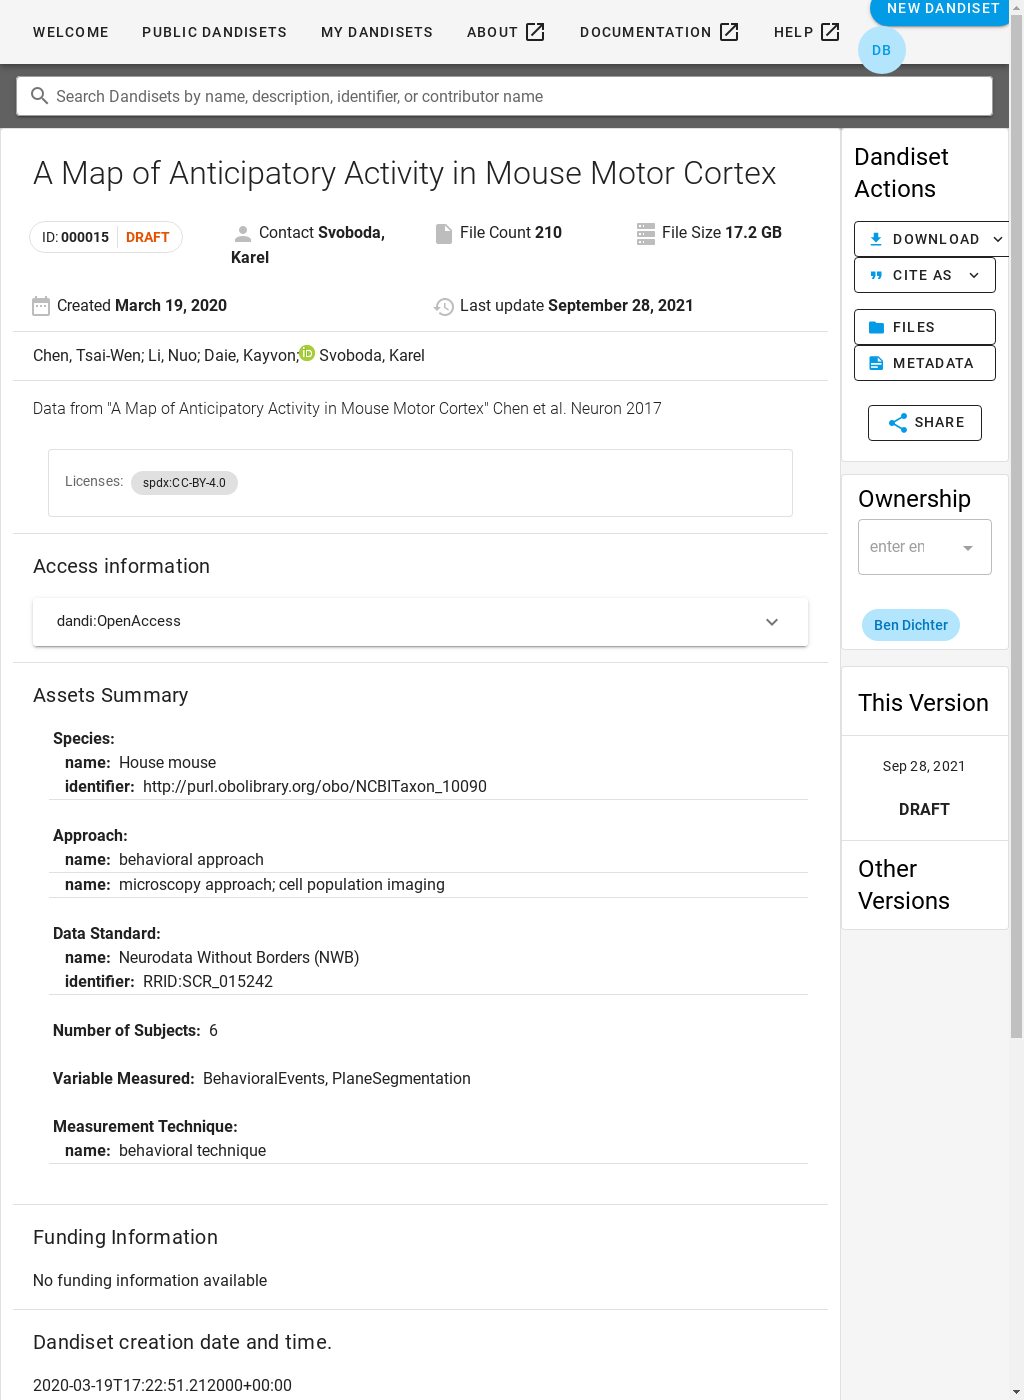 WELCOME PUBLIC DANDISETS MY DANDISETS ABOUT DOCUMENTATION HELP NEW DANDISET
DB
Search Dandisets by name, description, identifier, or contributor name
A Map of Anticipatory Activity in Mouse Motor Cortex
ID: 000015 DRAFT
Contact Svoboda,
Karel
File Count 210
File Size 17.2 GB
Created March 19, 2020
Last update September 28, 2021
Chen, Tsai-Wen; Li, Nuo; Daie, Kayvon; iD Svoboda, Karel
Data from "A Map of Anticipatory Activity in Mouse Motor Cortex" Chen et al. Neuron 2017
Licenses: spdx:CC-BY-4.0
Access information
dandi:OpenAccess
Assets Summary
Species:
name: House mouse
identifier: http://purl.obolibrary.org/obo/NCBITaxon_10090
Approach:
name: behavioral approach
name: microscopy approach; cell population imaging
Data Standard:
name: Neurodata Without Borders (NWB)
identifier: RRID:SCR_015242
Number of Subjects: 6
Variable Measured: BehavioralEvents, PlaneSegmentation
Measurement Technique:
name: behavioral technique
Funding Information
No funding information available
Dandiset creation date and time.
2020-03-19T17:22:51.212000+00:00
Dandiset
Actions
DOWNLOAD
CITE AS
FILES
METADATA
SHARE
Ownership
enter en
Ben Dichter
This Version
Sep 28, 2021
DRAFT
Other
Versions